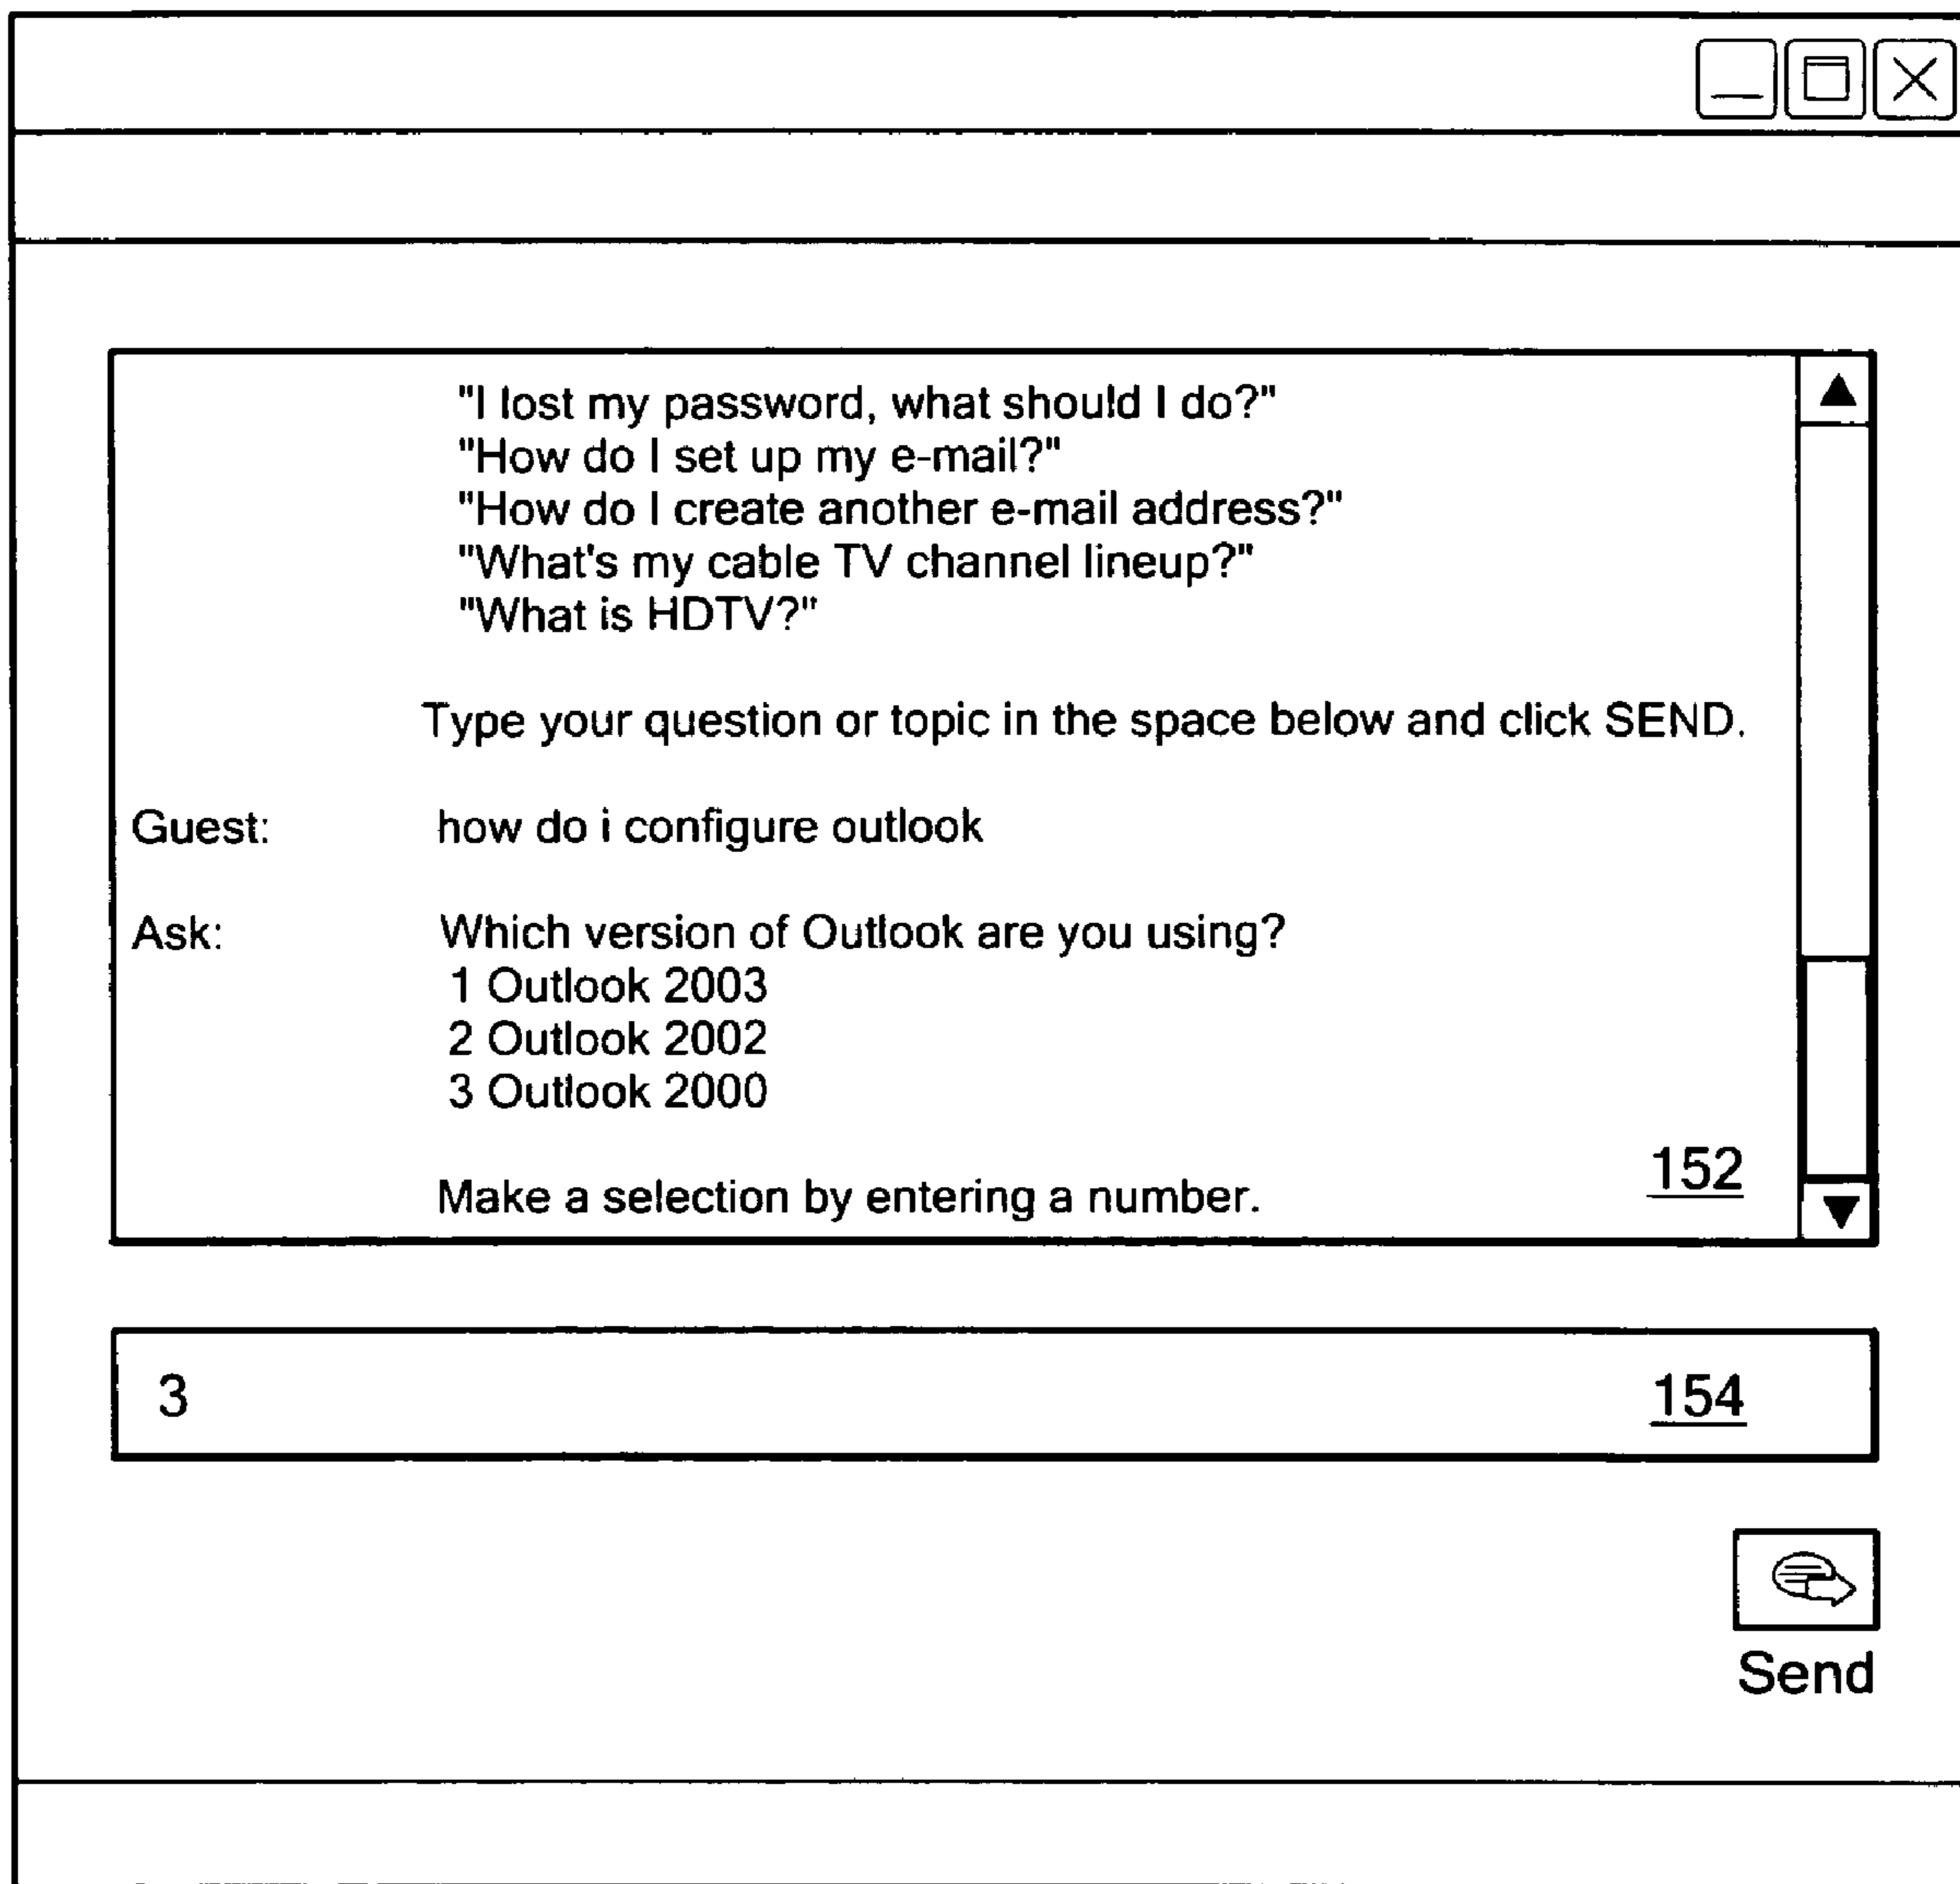 "I lost my password, what should I do?"
"How do I set up my e-mail?"
"How do I create another e-mail address?"
"What's my cable TV channel lineup?"
"What is HDTV?"
Type your question or topic in the space below and click SEND.
Guest: how do i configure outlook
Ask: Which version of Outlook are you using?
1 Outlook 2003
2 Outlook 2002
3 Outlook 2000
152
Make a selection by entering a number.
3 154
Send